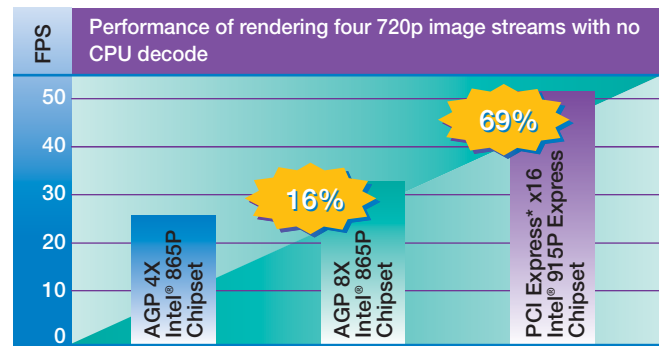 FPS
Performance of rendering four 720p image streams with no
CPU decode
50
40
30
20
10
0
16%
69%
AGP 4X
Intel® 865P
Chipset
AGP 8X
Intel® 865P
Chipset
PCI Express* x16
Intel® 915P Express
Chipset